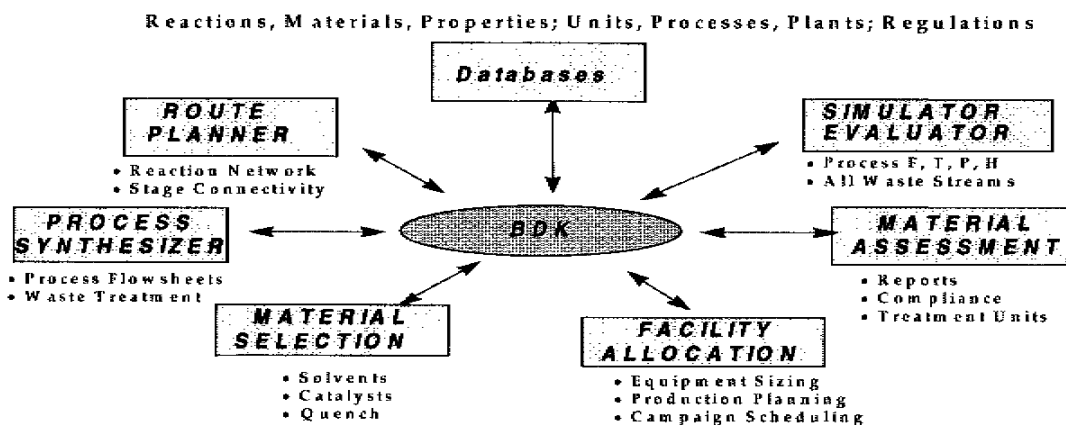 Reactions, Materials, Properties; Units, Processes, Plants; Regulations
Databases
ROUTE
PLANNER
• Reaction Network
• Stage Connectivity
SIMULATOR
EVALUATOR
• Process F, T, P, H
• All Waste Streams
PROCESS
SYNTHESIZER
• Process Flowsheets
• Waste Treatment
BDK
MATERIAL
ASSESSMENT
• Reports
• Compliance
• Treatment Units
MATERIAL
SELECTION
• Solvents
• Catalysts
• Quench
FACILITY
ALLOCATION
• Equipment Sizing
• Production Planning
• Campaign Scheduling